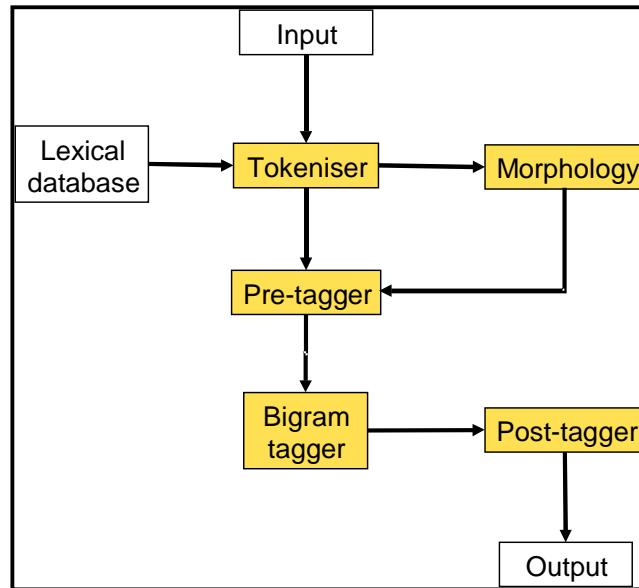 Input
Lexical
database
Tokeniser
Morphology
Pre-tagger
Bigram
tagger
Post-tagger
Output